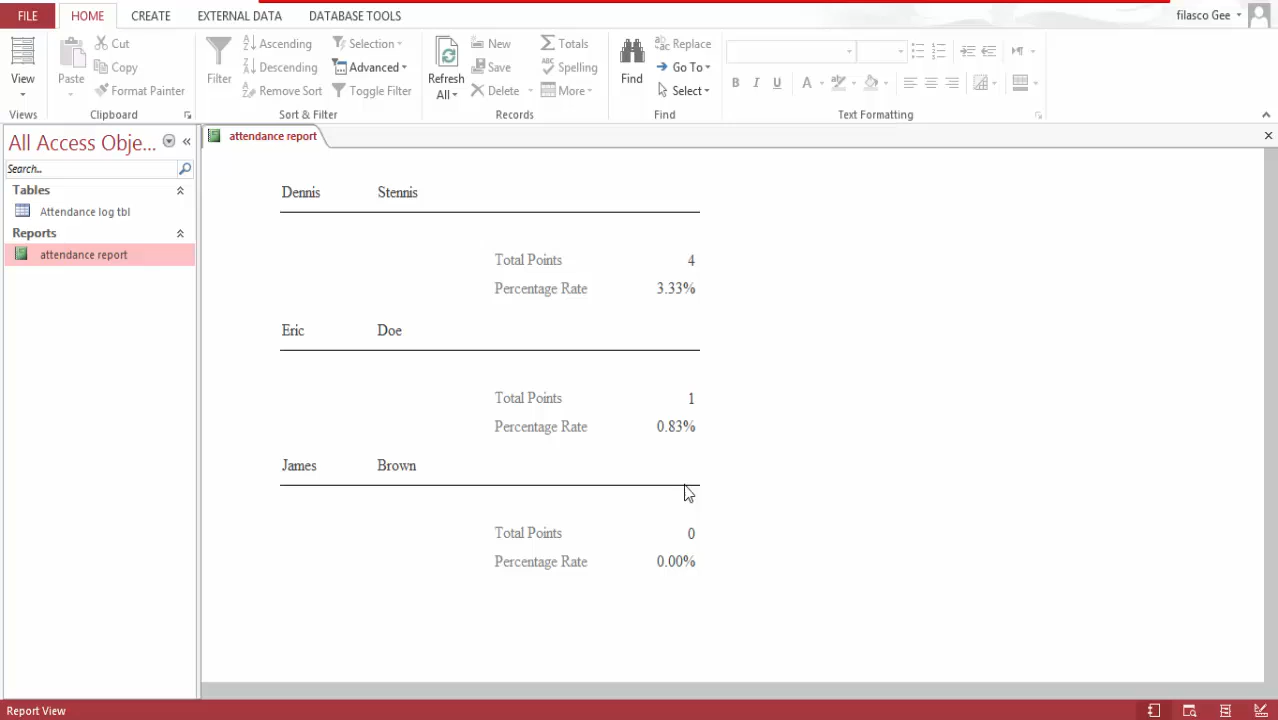 FILE HOME CREATE EXTERNAL DATA DATABASE TOOLS filasco Gee
View
Views
Paste
Cut
Copy
Format Painter
Clipboard
Filter
Ascending
Descending
Remove Sort
Selection
Advanced
Toggle Filter
Sort & Filter
Refresh
All
New
Save
Delete
Totals
Spelling
More
Records
Find
Replace
Go To
Select
Find
B I U A
Text Formatting
All Access Obje...
Search..
Tables
Attendance log tbl
Reports
attendance report
attendance report
Dennis Stennis
Total Points 4
Percentage Rate 3.33%
Eric Doe
Total Points 1
Percentage Rate 0.83%
James Brown
Total Points 0
Percentage Rate 0.00%
Report View